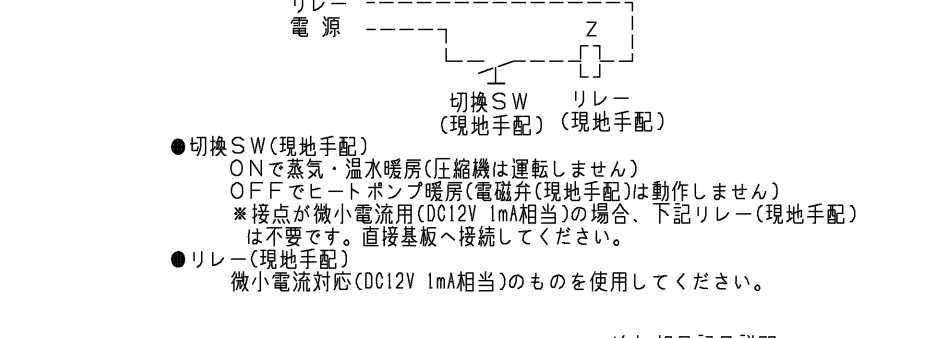 リレー
電 源
Z
切換SW
(現地手配)
リレー
(現地手配)
●切換SW(現地手配)
ONで蒸気・温水暖房(圧縮機は運転しません)
OFFでヒートポンプ暖房(電磁弁(現地手配)は動作しません)
※接点が微小電流用(DC12V 1mA相当)の場合、下記リレー(現地手配)
は不要です。直接基板へ接続してください。
●リレー(現地手配)
微小電流対応(DC12V 1mA相当)のものを使用してください。